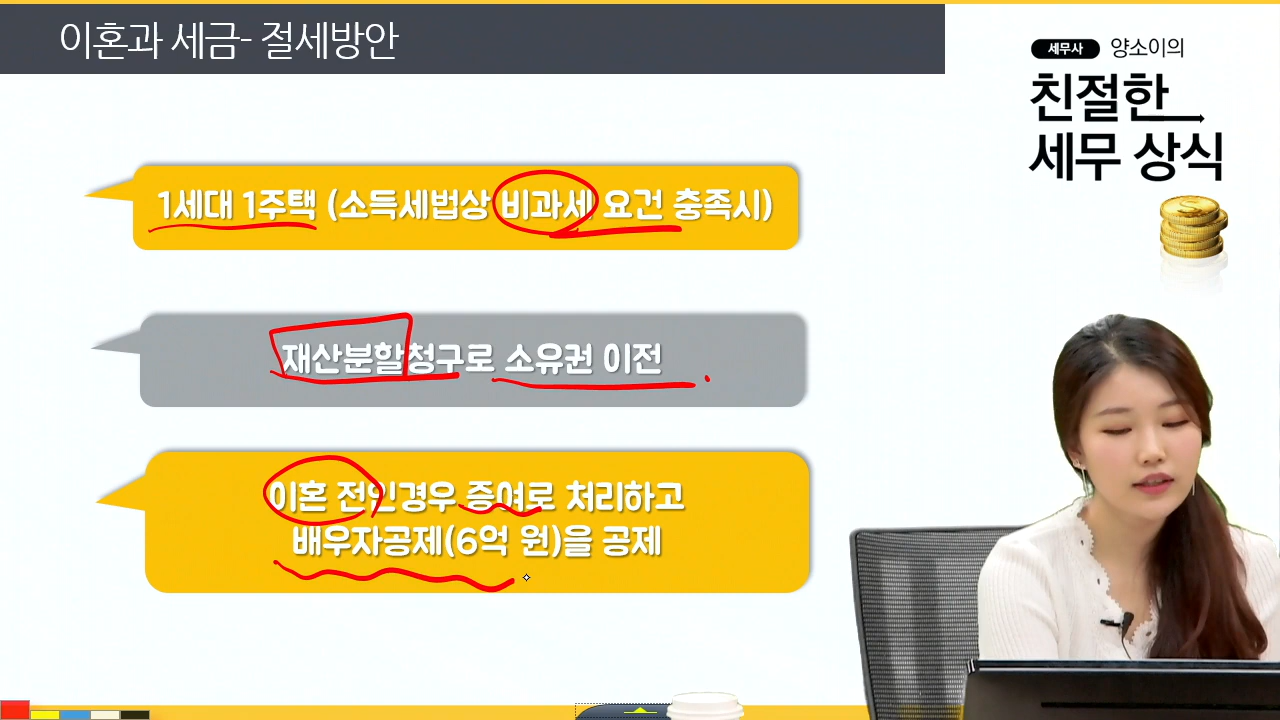 이혼과 세금- 절세방안
세무사 양소이의
친절한
세무 상식
1세대 1주택 (소득세법상 비과세 요건 충족시)
재산분할청구로 소유권 이전
이혼 전인경우 증여로 처리하고
배우자공제(6억 원)을 공제